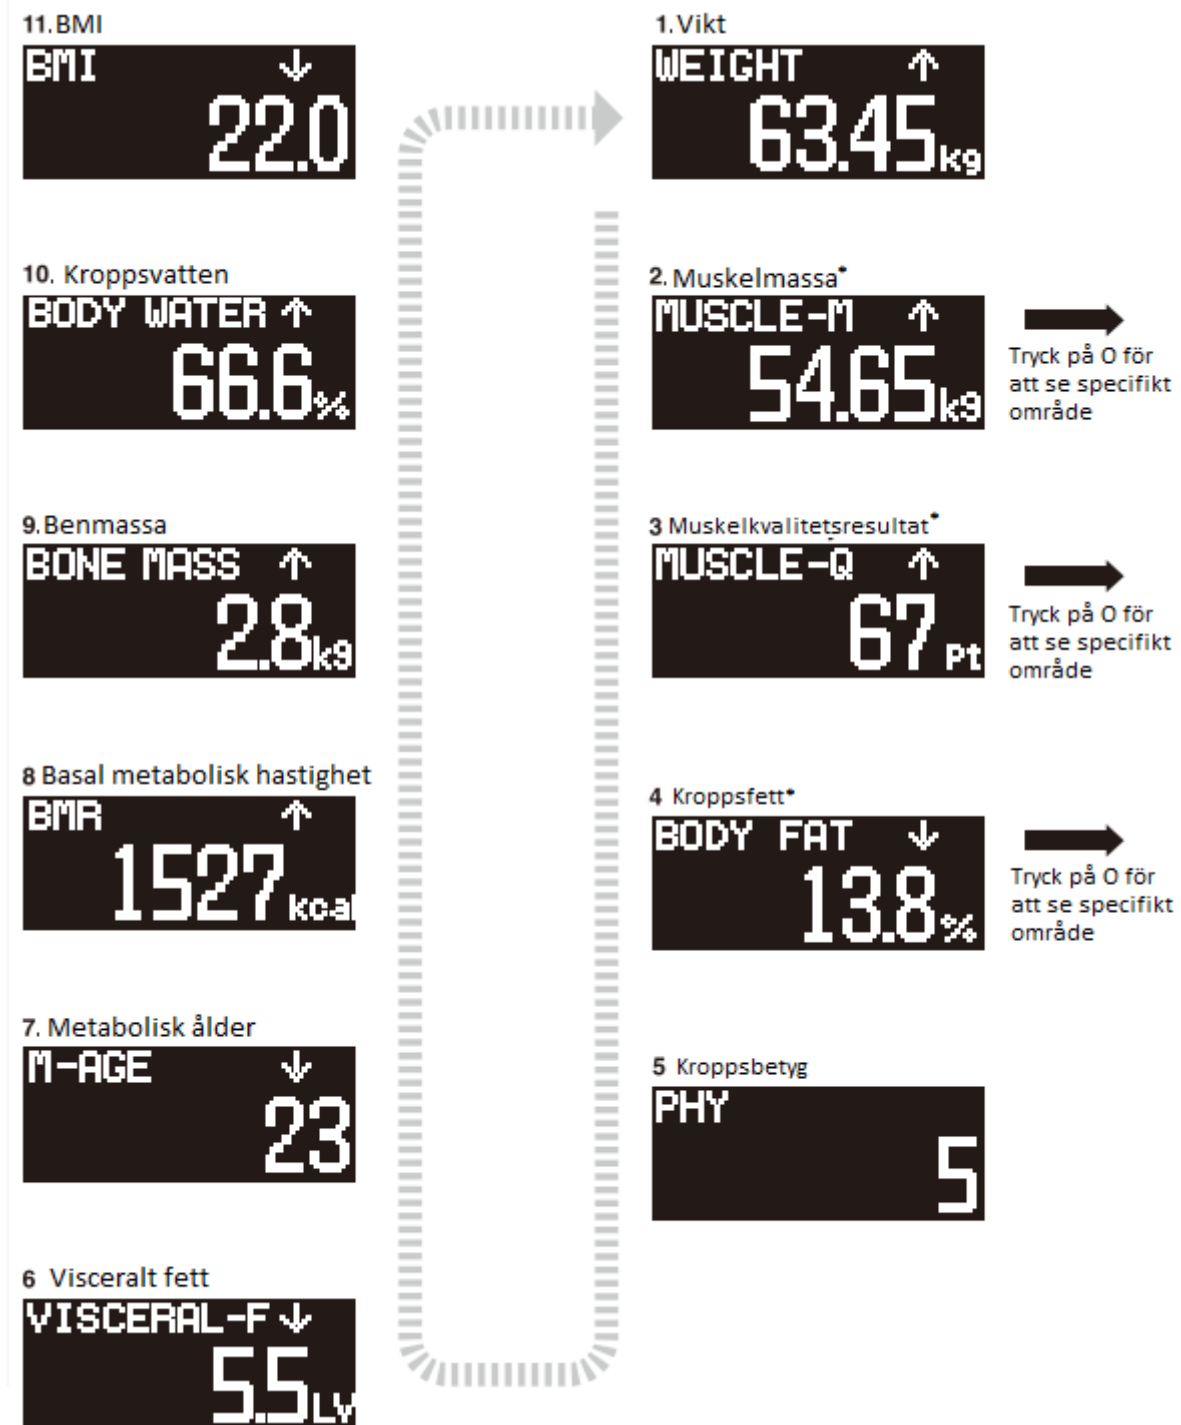 11.BMI
BMI ↓
22.0
10. Kroppsvatten
BODY WATER ↑
66.6%
9.Benmassa
BONE MASS ↑
2.8kg
8 Basal metabolisk hastighet
BMR ↑
1527 kcal
7. Metabolisk ålder
M-AGE ↓
23
6 Visceralt fett
VISCERAL-F ↓
5.5LV
1.Vikt
WEIGHT ↑
63.45kg
2. Muskelmassa*
MUSCLE-M ↑
54.65kg
Tryck på O för
att se specifikt
område
3 Muskelkvalitetsresultat*
MUSCLE-Q ↑
67 Pt
Tryck på O för
att se specifikt
område
4 Kroppsfett*
BODY FAT ↓
13.8%
Tryck på O för
att se specifikt
område
5 Kroppsbetyg
PHY
5